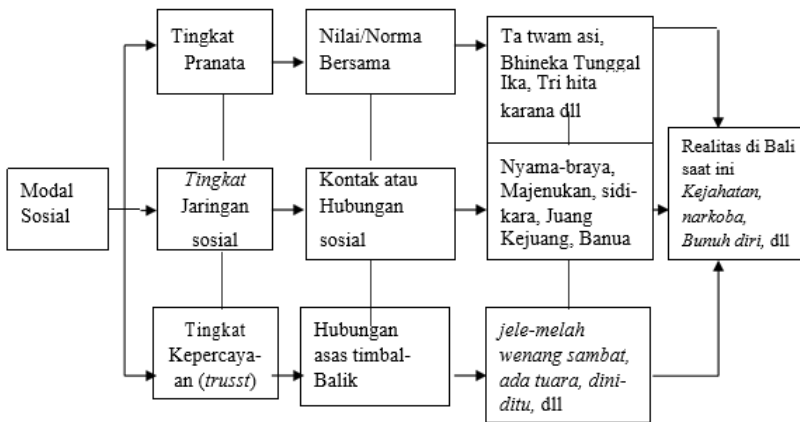 Tingkat
Pranata
Nilai/Norma
Bersama
Ta twam asi,
Bhineka Tunggal
Ika, Tri hita
karana dll
Modal
Sosial
Tingkat
Jaringan
sosial
Kontak atau
Hubungan
sosial
Nyama-braya,
Majenukan, sidi-
kara, Juang
Kejuang, Banua
Realitas di Bali
saat ini
Kejahatan,
narkoba,
Bunuh diri, dll
Tingkat
Kepercaya-
an (trusst)
Hubungan
asas timbal-
Balik
jele-melah
wenang sambat,
ada tuara, dini-
ditu, dll